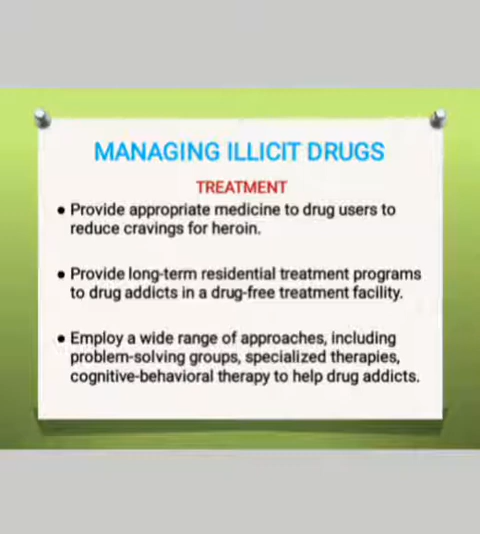 MANAGING ILLICIT DRUGS
TREATMENT
● Provide appropriate medicine to drug users to
reduce cravings for heroin.
● Provide long-term residential treatment programs
to drug addicts in a drug-free treatment facility.
● Employ a wide range of approaches, including
problem-solving groups, specialized therapies,
cognitive-behavioral therapy to help drug addicts.